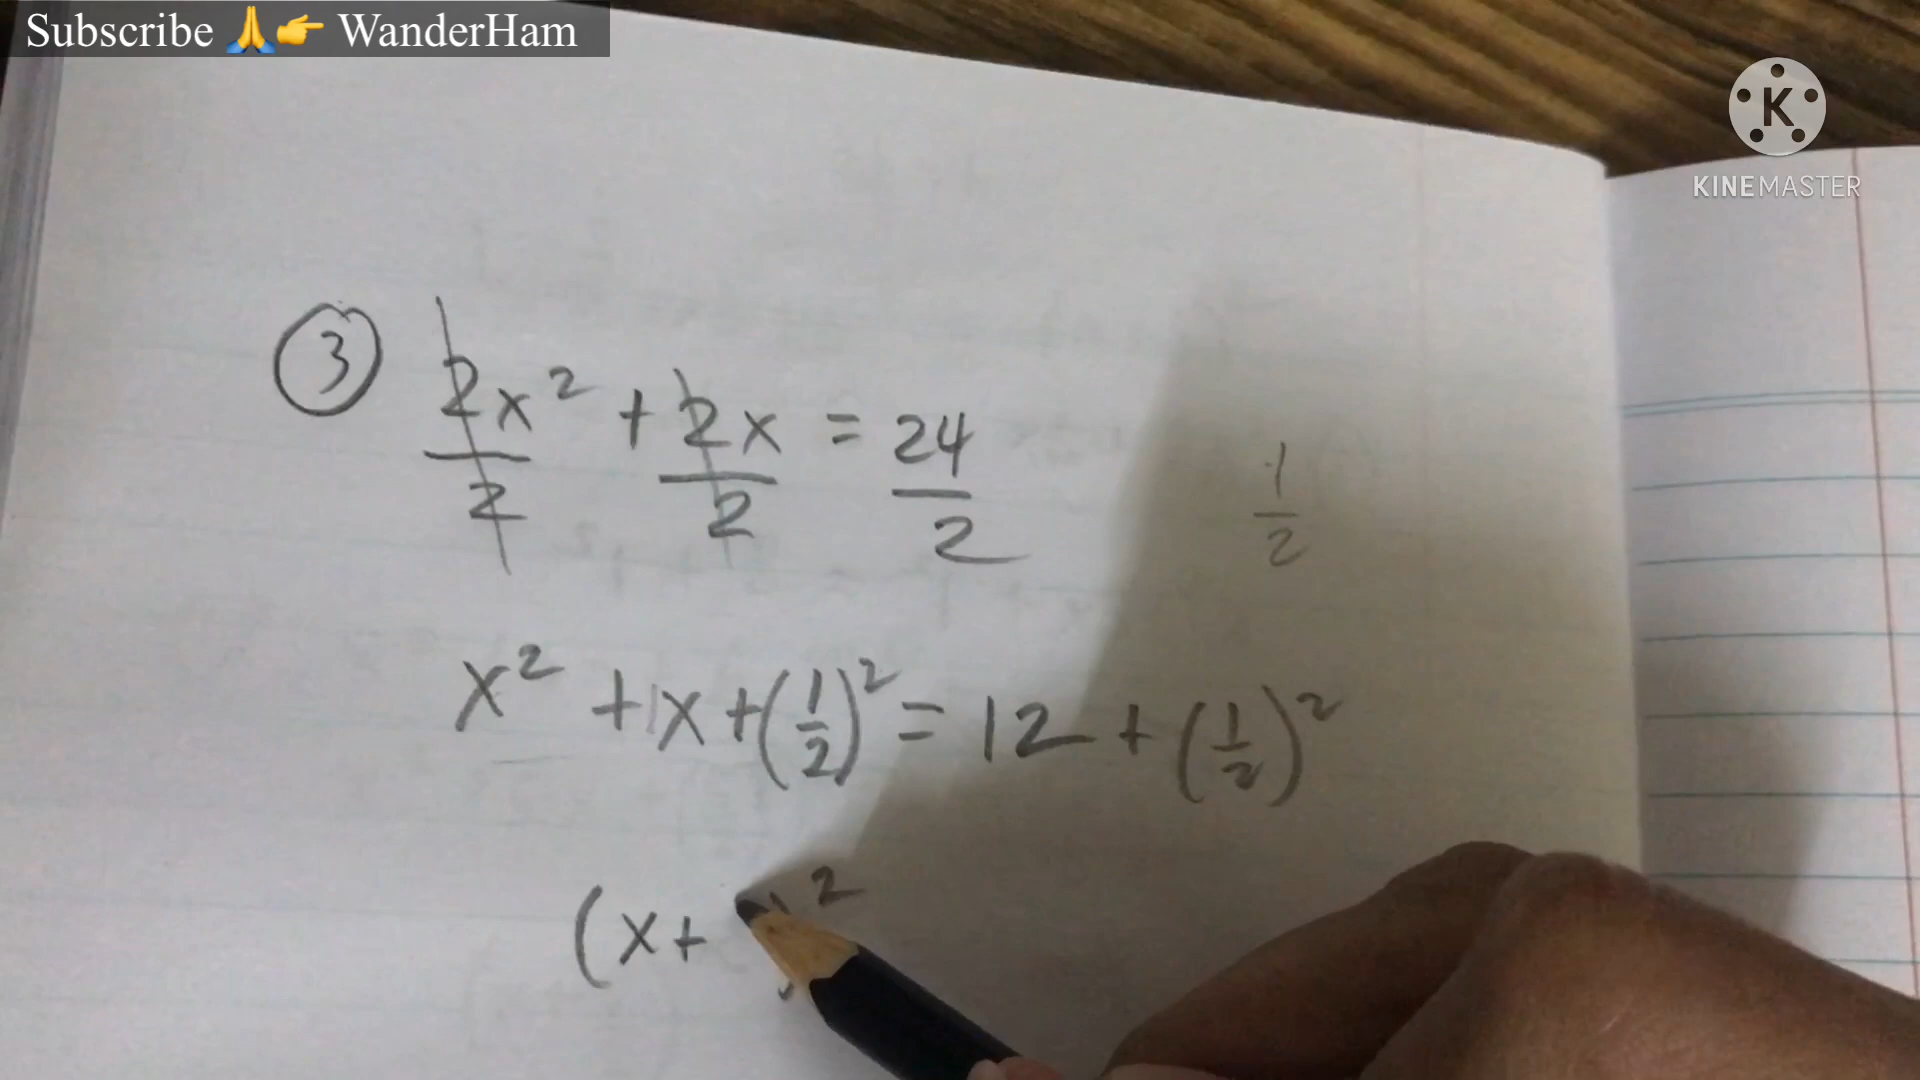 Subscribe 🙏👉 WanderHam
K
KINEMASTER
③ 2x²/2 + 2x/2 = 24/2
1/2
x² + 1x + (1/2)² = 12 + (1/2)²
(x+ )²